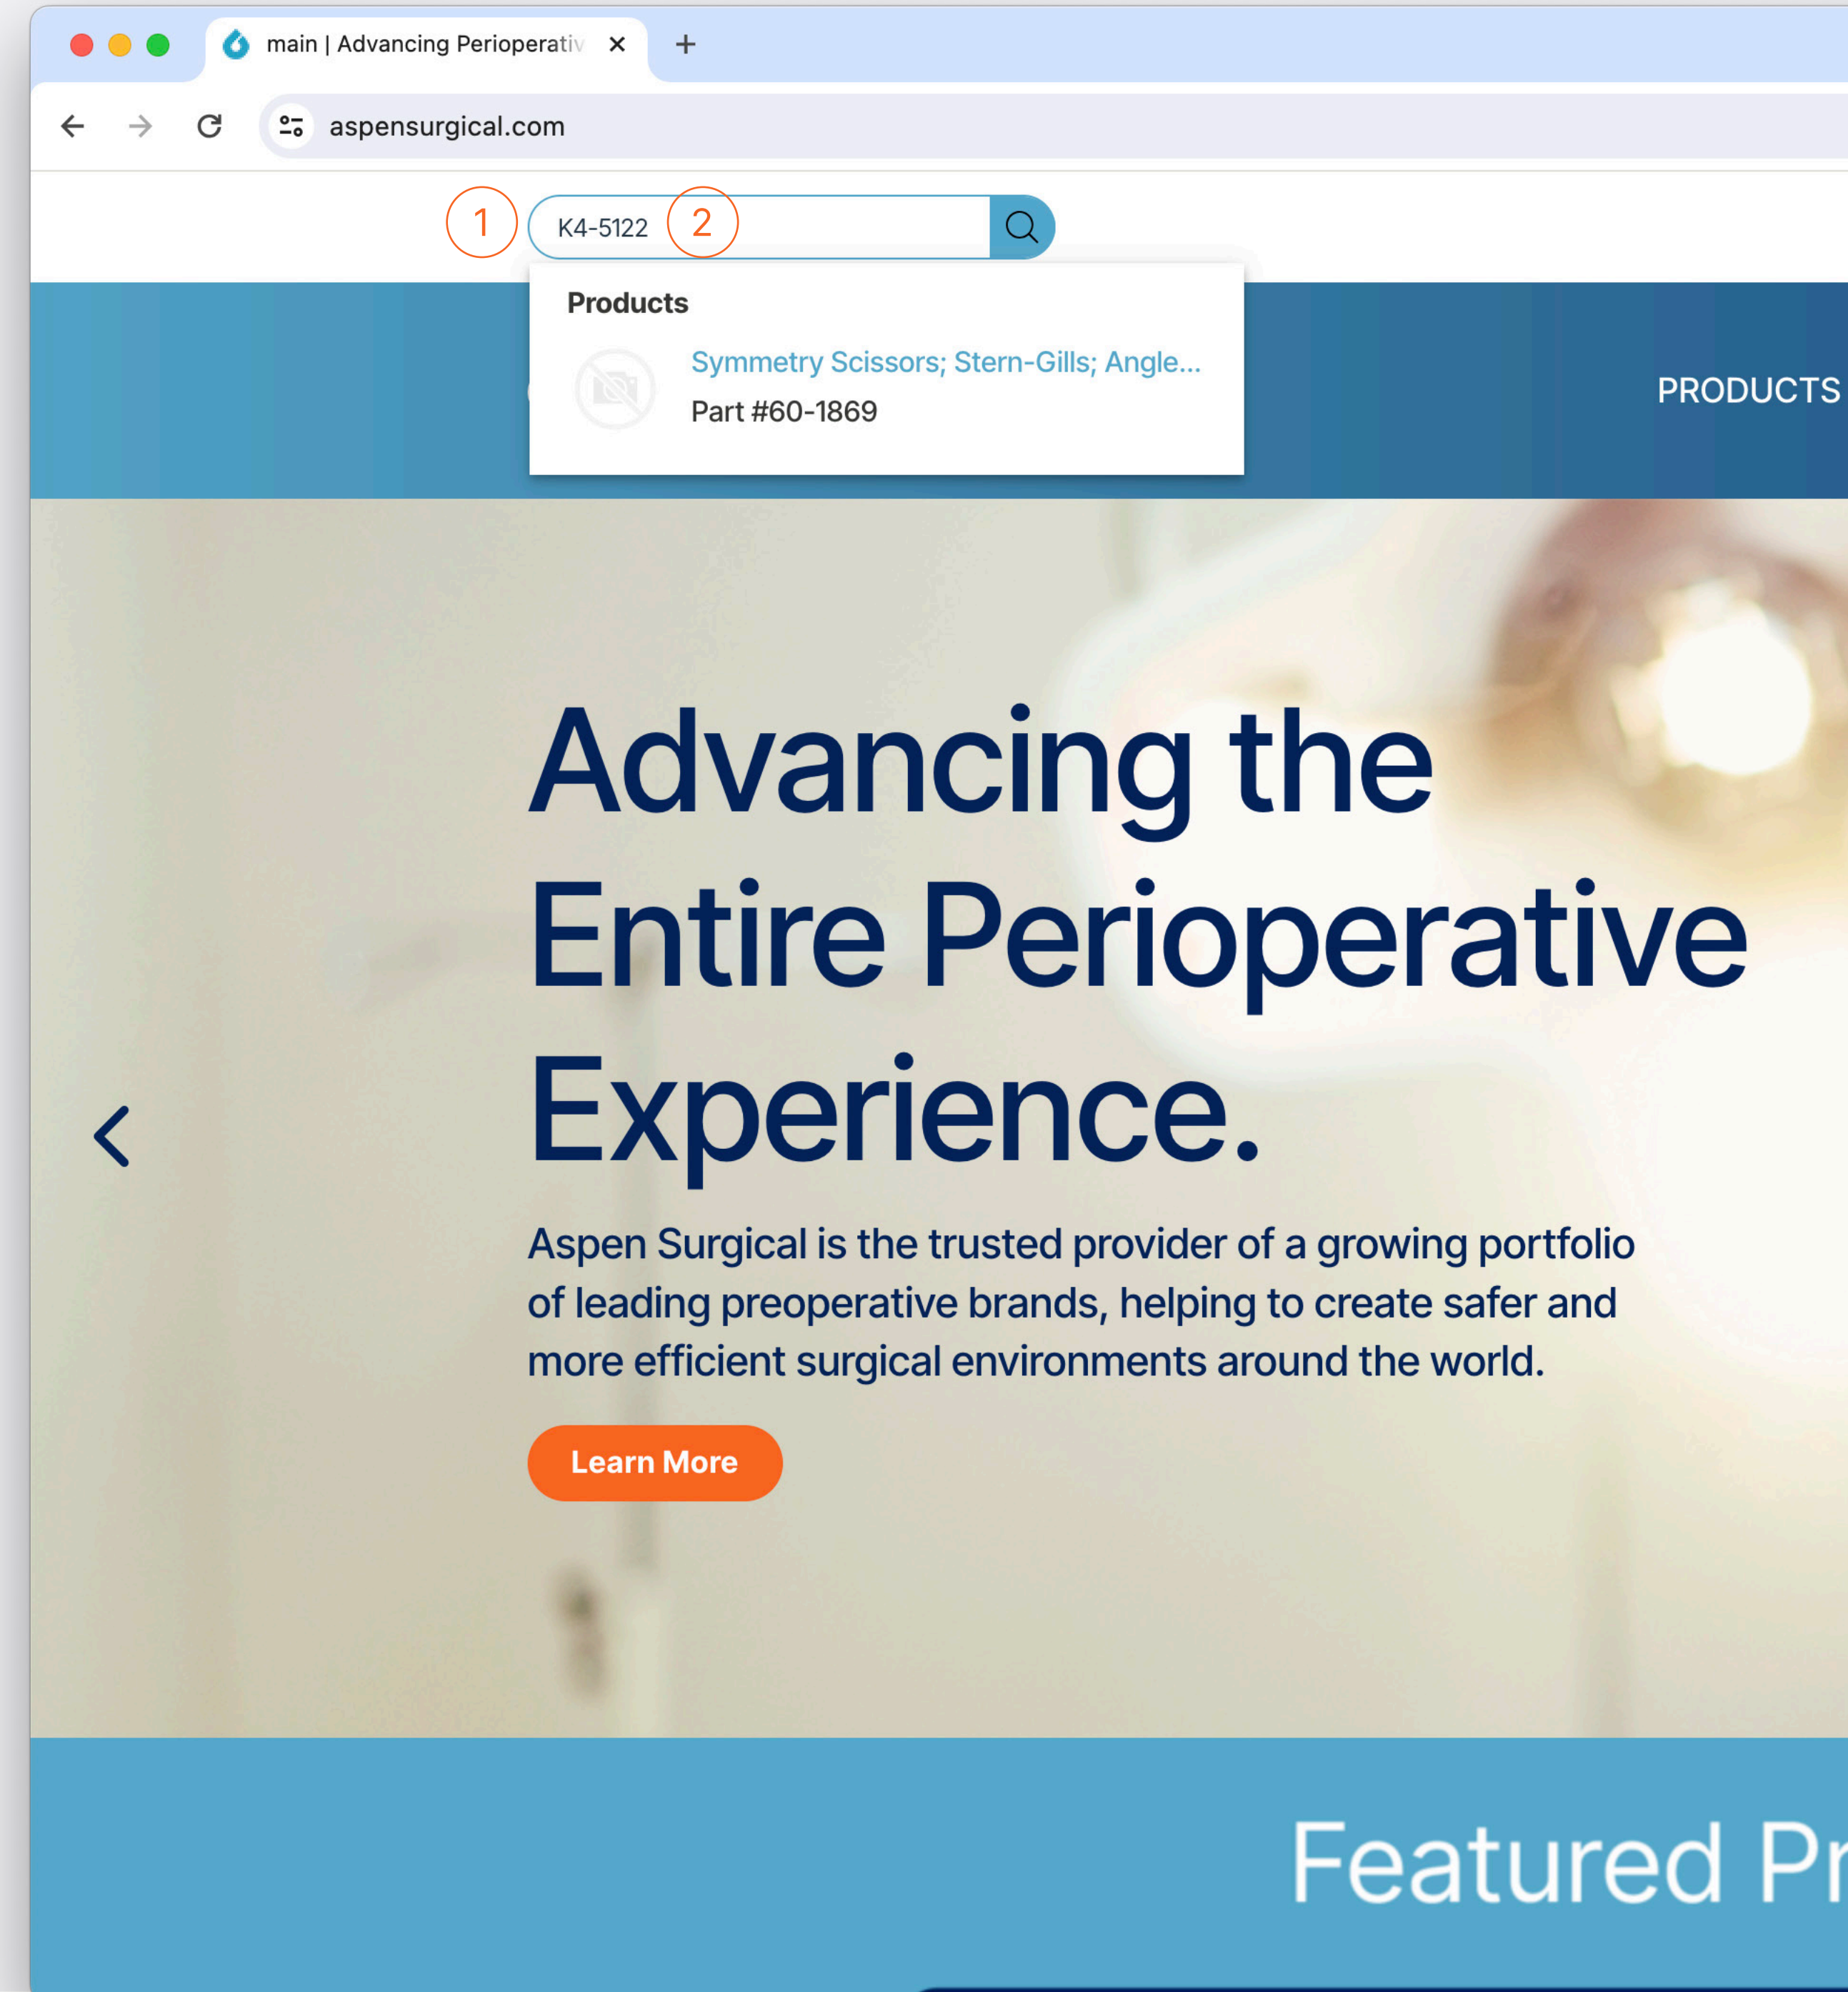 main | Advancing Perioperativ
aspensurgical.com
1
K4-5122
2
Products
Symmetry Scissors; Stern-Gills; Angle...
Part #60-1869
PRODUCTS
Advancing the
Entire Perioperative
Experience.
Aspen Surgical is the trusted provider of a growing portfolio
of leading preoperative brands, helping to create safer and
more efficient surgical environments around the world.
Learn More
Featured Pr